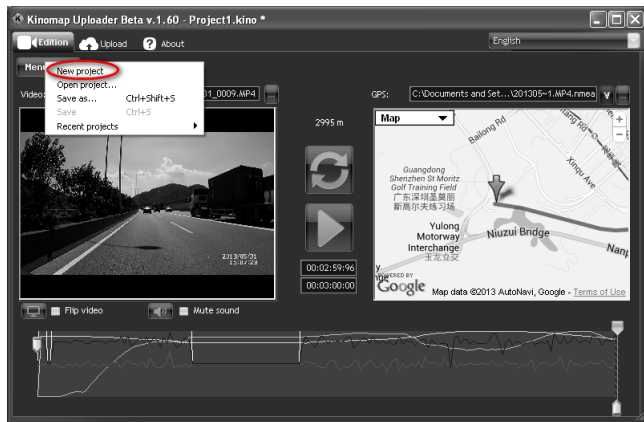 Kinomap Uploader Beta v.1.60 - Project1.kino *
Edition Upload ? About English
Menu
New project
Open project...
Save as... Ctrl+Shift+S
Save Ctrl+S
Recent projects
Video: 31_0009.MP4
GPS: C:\Documents and Set...\201305~1.MP4.nmea v ...
2995 m
Map
Bailong Rd
Xingu Ave
Guangdong
Shenzhen St Moritz
Golf Training Field
广东深圳圣莫丽
斯高尔夫练习场
Yulong
Motorway
Interchange
玉龙立交
Niuzui Bridge
Nanp
2013/05/31
15:07:23
00:02:59:96
00:03:00:00
POWERED BY
Google
Map data ©2013 AutoNavi, Google - Terms of Use
Flip video
Mute sound